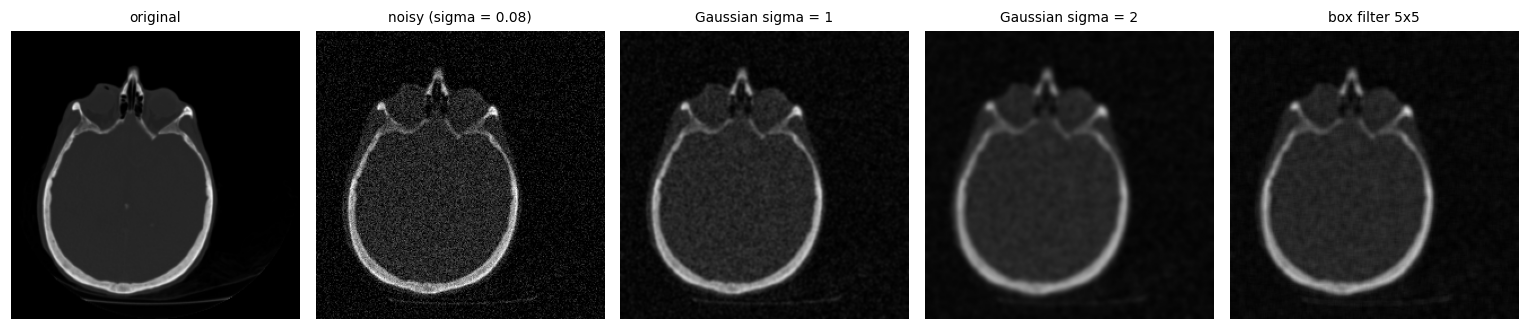 original
noisy (sigma = 0.08)
Gaussian sigma = 1
Gaussian sigma = 2
box filter 5x5